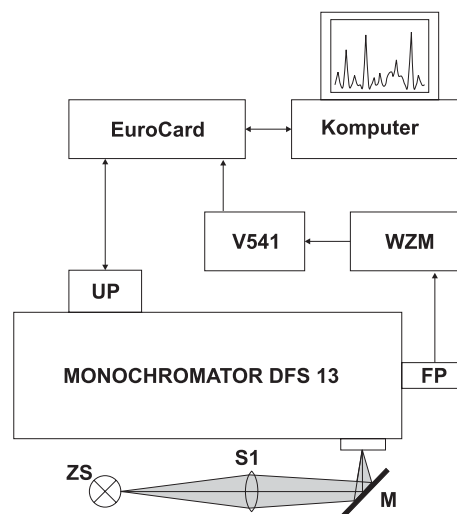 EuroCard
Komputer
V541
WZM
UP
MONOCHROMATOR DFS 13
FP
ZS
S1
M